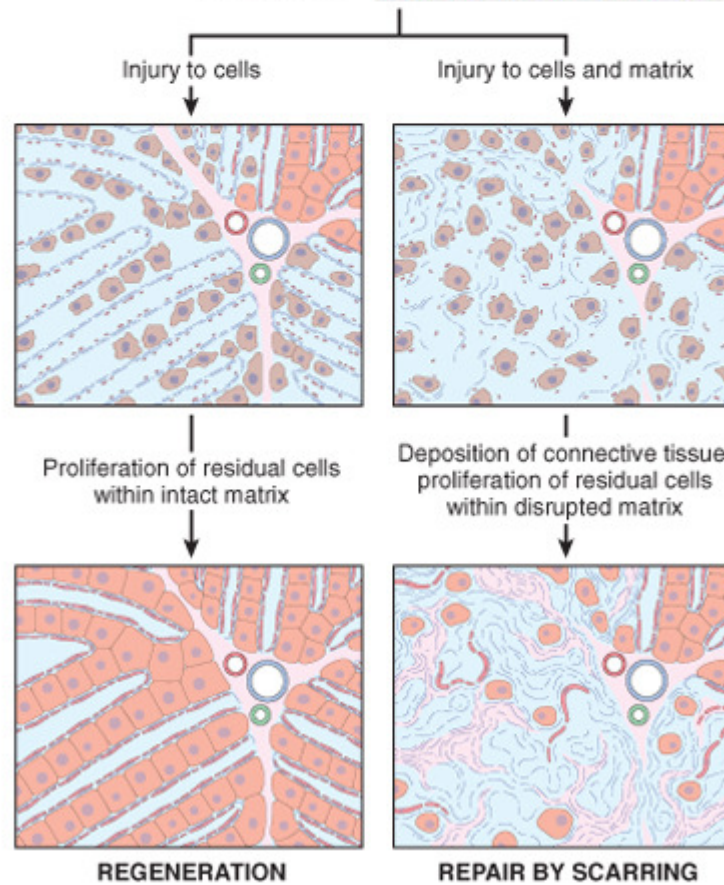 Injury to cells
Injury to cells and matrix
Proliferation of residual cells
within intact matrix
Deposition of connective tissue
proliferation of residual cells
within disrupted matrix
REGENERATION
REPAIR BY SCARRING